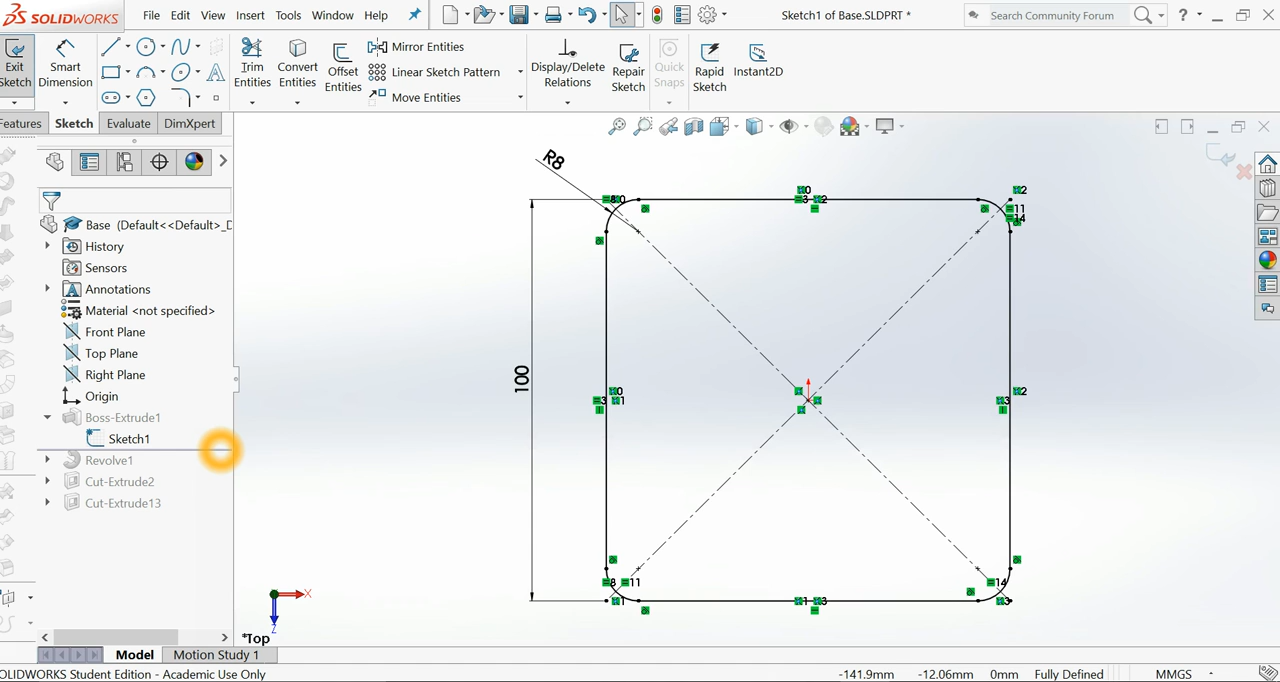 SOLIDWORKS File Edit View Insert Tools Window Help Sketch1 of Base.SLDPRT * Search Community Forum ?
Exit Sketch
Smart Dimension
Trim Entities
Convert Entities
Offset Entities
Mirror Entities
Linear Sketch Pattern
Move Entities
Display/Delete Relations
Repair Sketch
Quick Snaps
Rapid Sketch
Instant2D
Features Sketch Evaluate DimXpert
Base (Default<<Default>_D
History
Sensors
Annotations
Material <not specified>
Front Plane
Top Plane
Right Plane
Origin
Boss-Extrude1
Sketch1
Revolve1
Cut-Extrude2
Cut-Extrude13
R8
100
X
Z
*Top
Model Motion Study 1
OLIDWORKS Student Edition - Academic Use Only -141.9mm -12.06mm 0mm Fully Defined MMGS